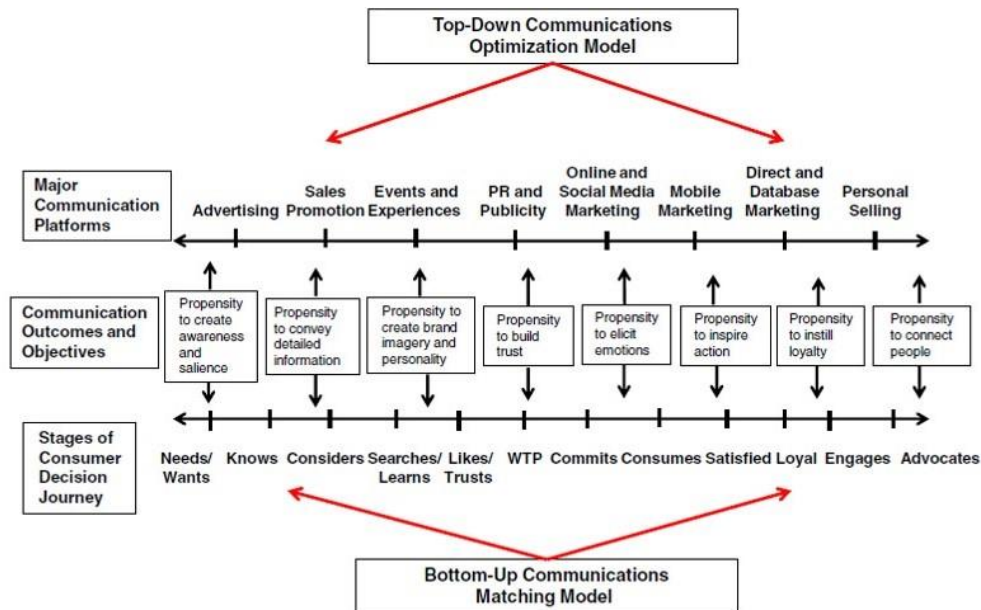 Top-Down Communications
Optimization Model
Major
Communication
Platforms
Advertising
Sales
Promotion
Events and
Experiences
PR and
Publicity
Online and
Social Media
Marketing
Mobile
Marketing
Direct and
Database
Marketing
Personal
Selling
Communication
Outcomes and
Objectives
Propensity
to create
awareness
and
salience
Propensity
to convey
detailed
information
Propensity to
create brand
imagery and
personality
Propensity
to build
trust
Propensity
to elicit
emotions
Propensity
to inspire
action
Propensity
to instill
loyalty
Propensity
to connect
people
Stages of
Consumer
Decision
Journey
Needs/
Wants
Knows
Considers
Searches/
Learns
Likes/
Trusts
WTP
Commits
Consumes
Satisfied
Loyal
Engages
Advocates
Bottom-Up Communications
Matching Model